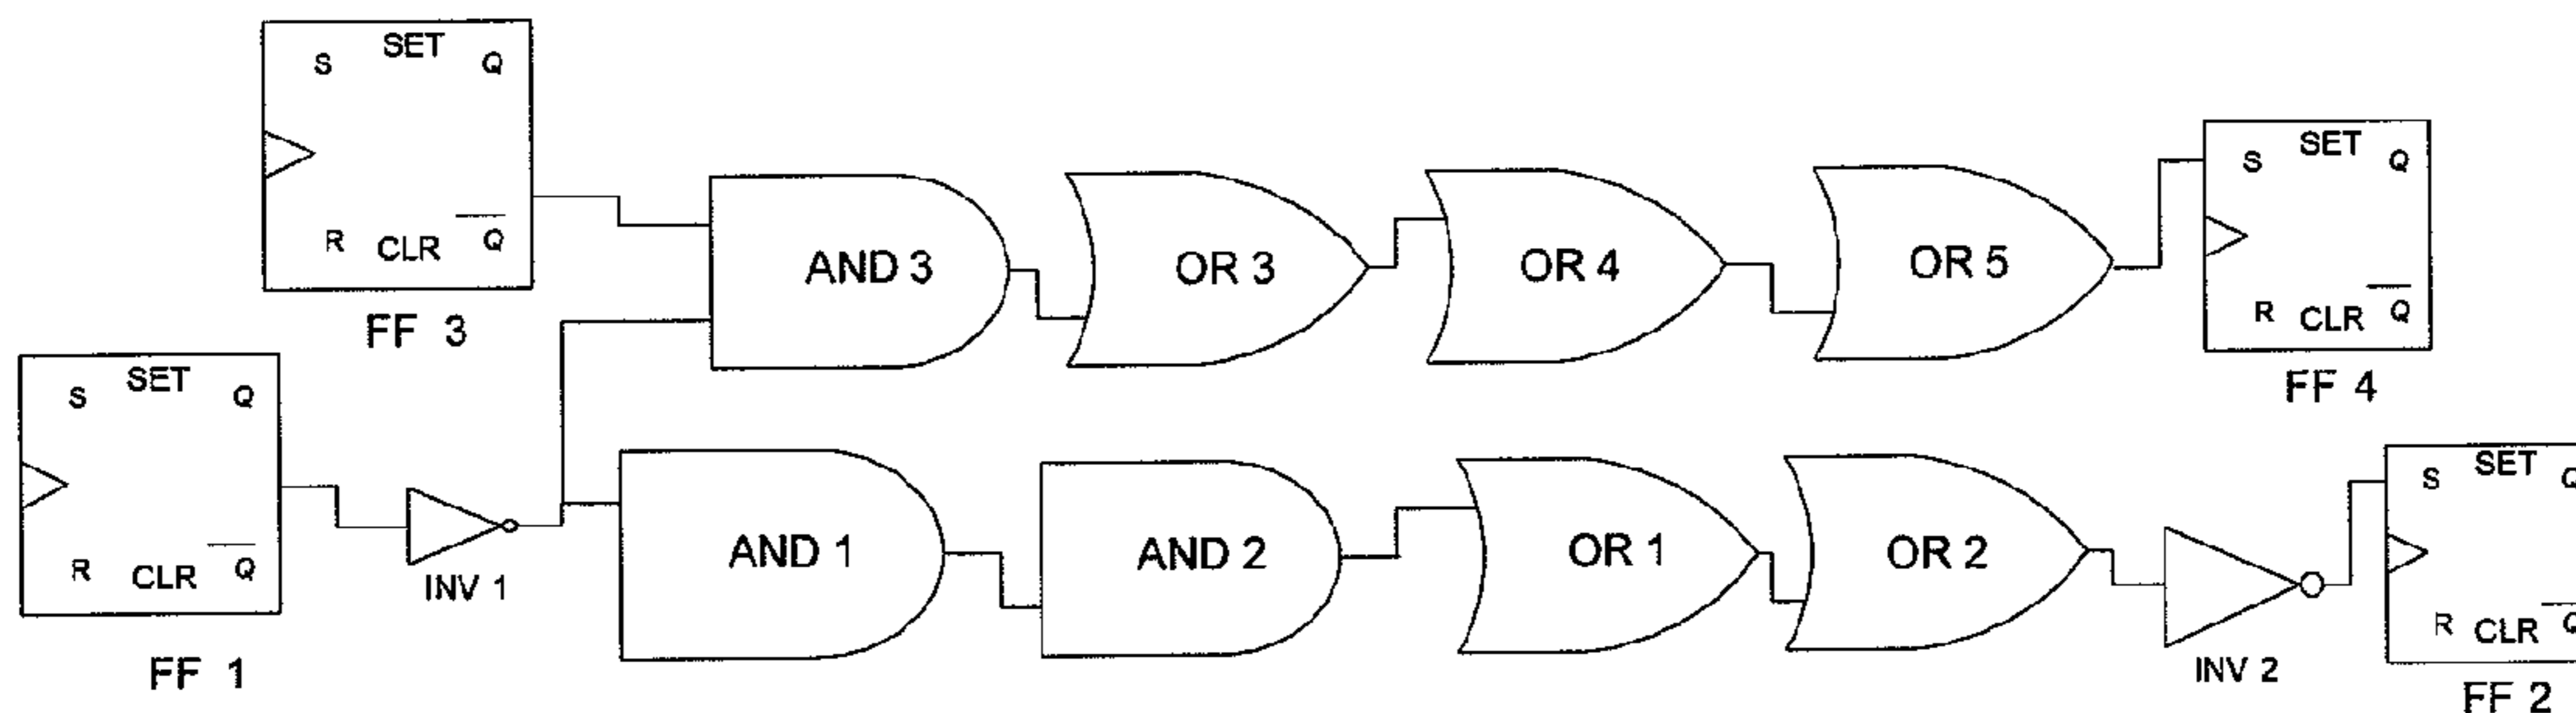 SET
S Q
R CLR Q
FF 3
AND 3
OR 3
OR 4
OR 5
SET
S Q
R CLR Q
FF 4
SET
S Q
R CLR Q
FF 1
INV 1
AND 1
AND 2
OR 1
OR 2
INV 2
SET
S Q
R CLR Q
FF 2